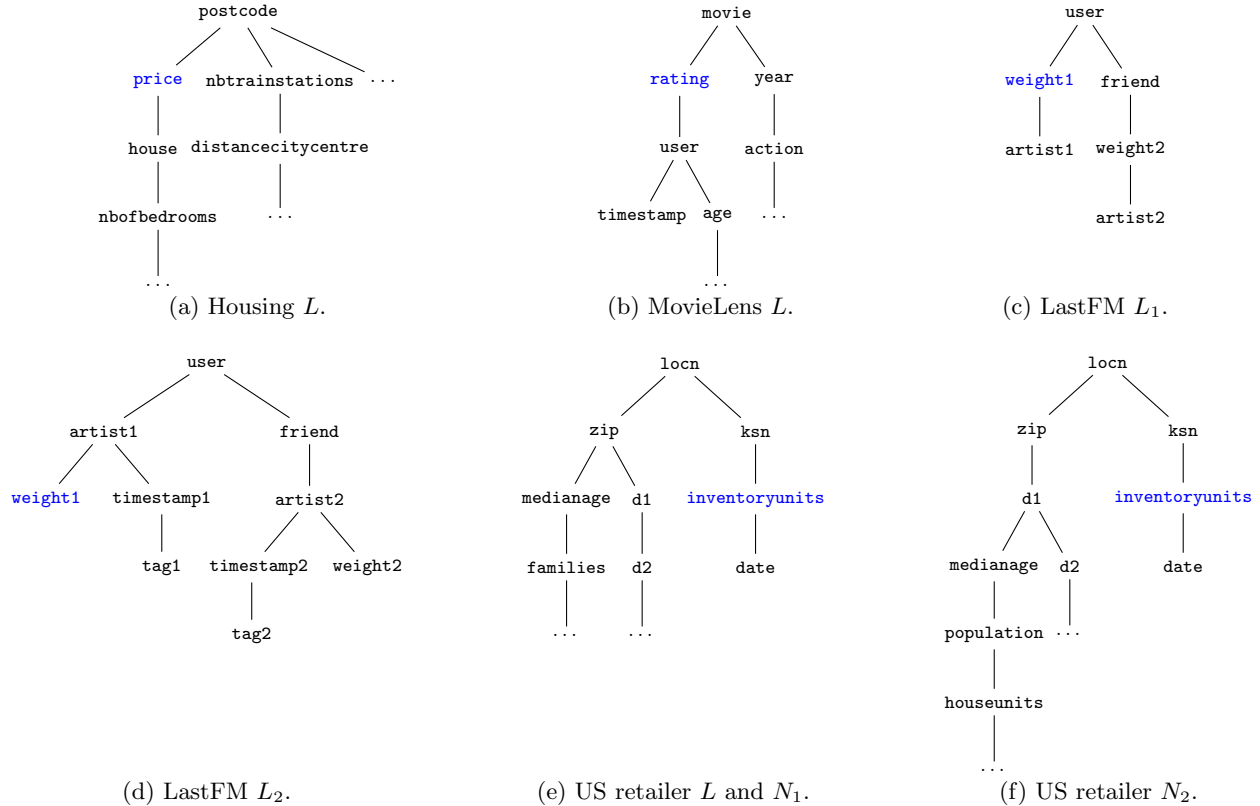 postcode
price nbtrainstations ...
house distancecitycentre
nbofbedrooms ...
...
(a) Housing L.
movie
rating year
user action
timestamp age ...
...
(b) MovieLens L.
user
weight1 friend
artist1 weight2
artist2
(c) LastFM L₁.
user
artist1 friend
weight1 timestamp1 artist2
tag1 timestamp2 weight2
tag2
(d) LastFM L₂.
locn
zip ksn
medianage d1 inventoryunits
families d2 date
... ...
(e) US retailer L and N₁.
locn
zip ksn
d1 inventoryunits
medianage d2 date
population ...
houseunits
...
(f) US retailer N₂.